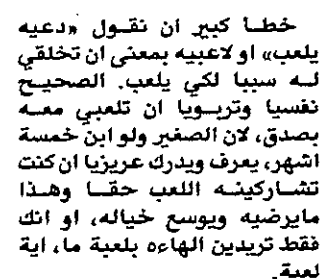 خطأ كبير ان نقول «دعيه
يلعب» او لاعبيه بمعنى ان تخلقي
له سببا لكي يلعب. الصحيح
نفسيا وتربويا ان تلعبي معه
بصدق، لان الصغير ولو ابن خمسة
اشهر، يعرف ويدرك غريزيا ان كنت
تشاركينه اللعب حقا وهذا
مايرضيه ويوسع خياله، او انك
فقط تريدين الهاءه بلعبة ما، اية
لعبة.